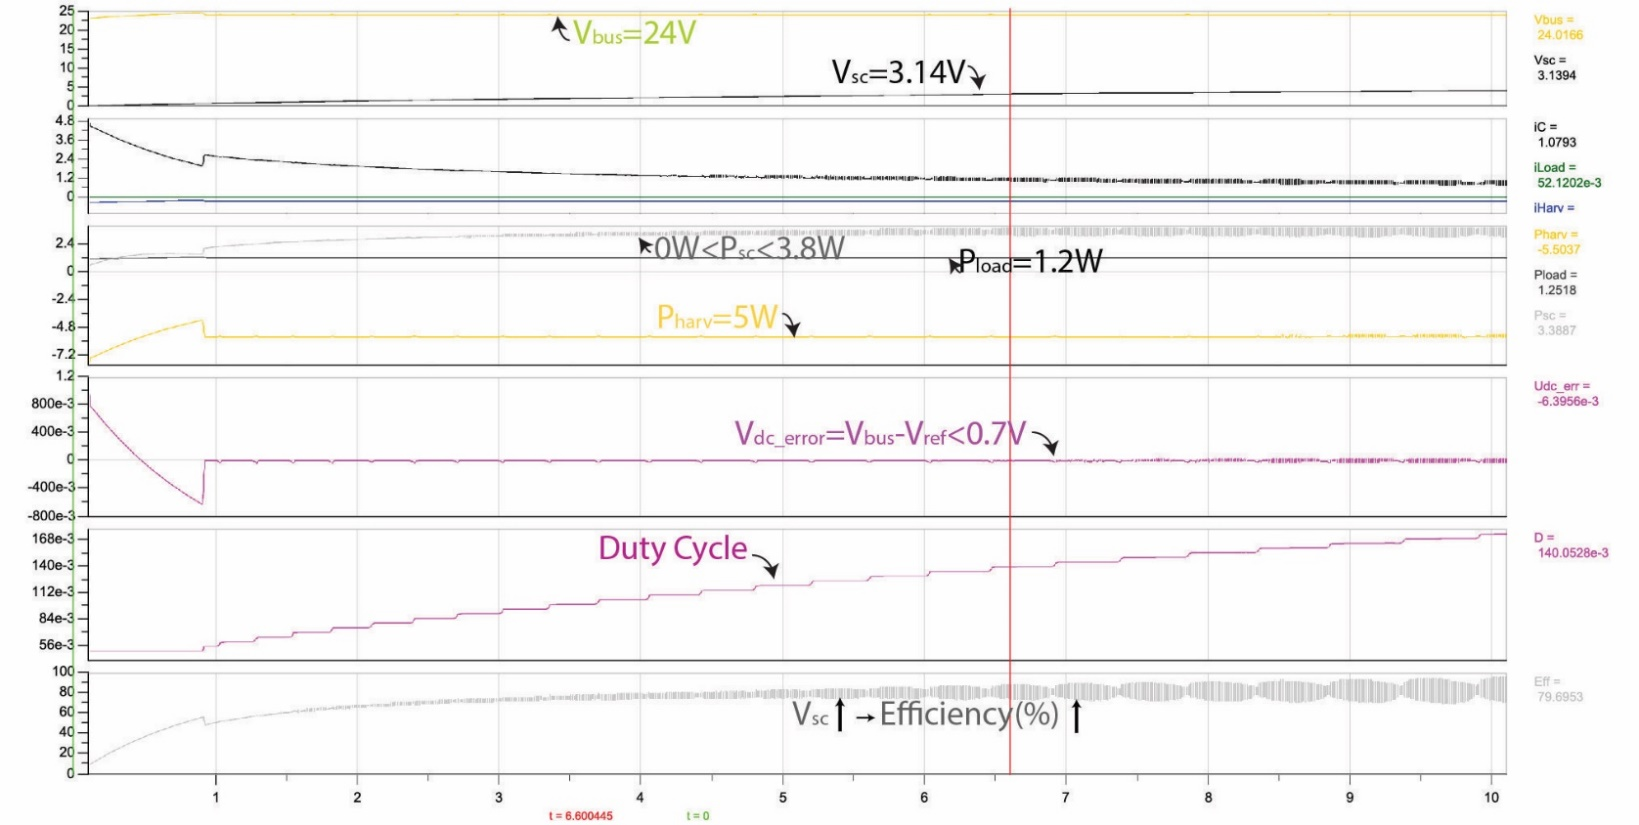 25
20
15
10
5
0
Vbus=24V
Vsc=3.14V
Vbus =
24.0166
Vsc =
3.1394
4.8
3.6
2.4
1.2
0
iC =
1.0793
iLoad =
52.1202e-3
iHarv =
2.4
0
-2.4
-4.8
-7.2
0W<Psc<3.8W
Pload=1.2W
Pharv=5W
Pharv =
-5.5037
Pload =
1.2518
Psc =
3.3887
1.2
800e-3
400e-3
0
-400e-3
-800e-3
Vdc_error=Vbus-Vref<0.7V
Udc_err =
-6.3956e-3
168e-3
140e-3
112e-3
84e-3
56e-3
Duty Cycle
D =
140.0528e-3
100
80
60
40
20
0
Vsc ↑ → Efficiency(%) ↑
Eff =
79.6953
1 2 3 4 5 6 7 8 9 10
t = 6.600445 t = 0